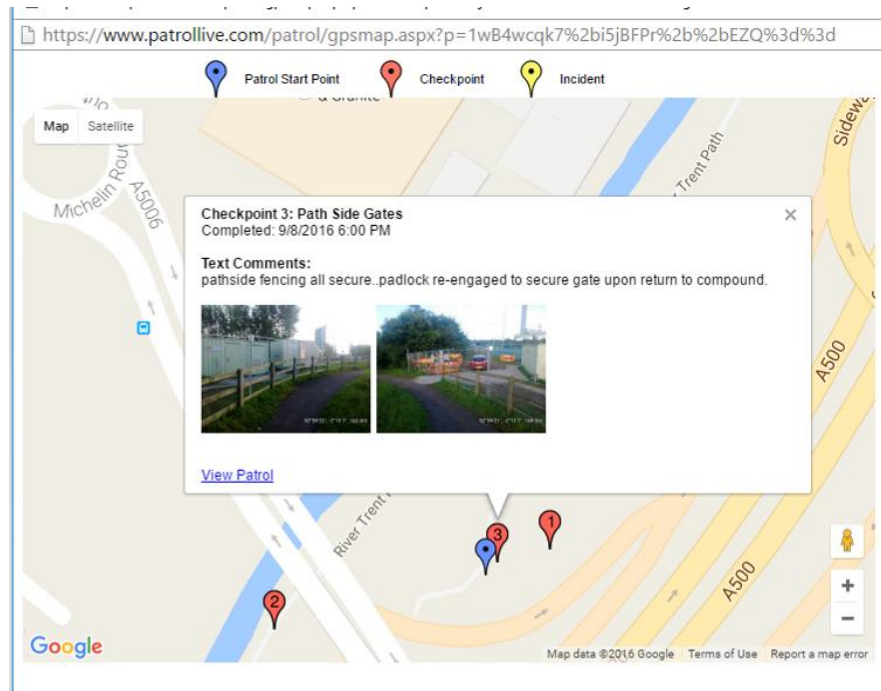 https://www.patrollive.com/patrol/gpsmap.aspx?p=1wB4wcqk7%2bi5jBFPr%2b%2bEZQ%3d%3d
Patrol Start Point
Checkpoint
Incident
& Granite
Map
Satellite
Michelin Roun
A5006
Trent Path
Sideway
Checkpoint 3: Path Side Gates
Completed: 9/8/2016 6:00 PM
Text Comments:
pathside fencing all secure..padlock re-engaged to secure gate upon return to compound.
View Patrol
A500
River Trent
3
1
2
A500
+
−
Google
Map data ©2016 Google
Terms of Use
Report a map error